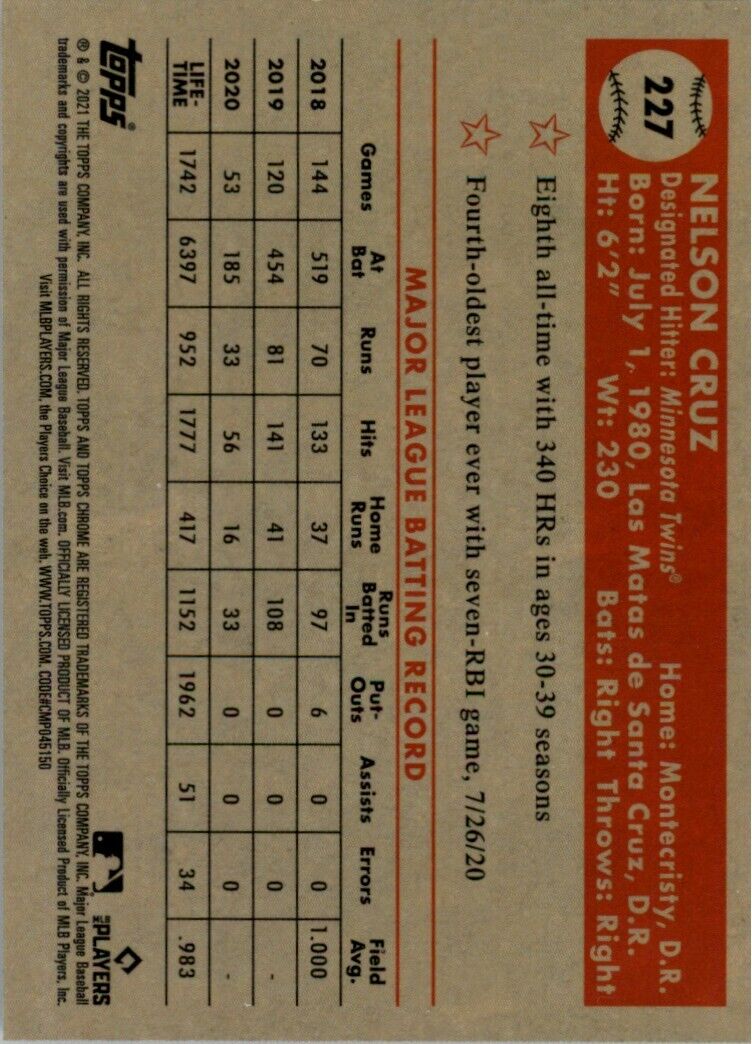 227
NELSON CRUZ
Designated Hitter: Minnesota Twins® Home: Montecristy, D.R.
Born: July 1, 1980, Las Matas de Santa Cruz, D.R.
Ht: 6'2" Wt: 230 Bats: Right Throws: Right
Eighth all-time with 340 HRs in ages 30-39 seasons
Fourth-oldest player ever with seven-RBI game, 7/26/20
MAJOR LEAGUE BATTING RECORD
Games At Bat Runs Hits Home Runs Runs Batted In Put-Outs Assists Errors Field Avg.
2018 144 519 70 133 37 97 6 0 0 1.000
2019 120 454 81 141 41 108 0 0 0 -
2020 53 185 33 56 16 33 0 0 0 -
LIFE-TIME 1742 6397 952 1777 417 1152 1962 51 34 .983
topps®
MLB PLAYERS
® & © 2021 THE TOPPS COMPANY, INC. ALL RIGHTS RESERVED. TOPPS AND TOPPS CHROME ARE REGISTERED TRADEMARKS OF THE TOPPS COMPANY, INC. Major League Baseball
trademarks and copyrights are used with permission of Major League Baseball. Visit MLB.com. OFFICIALLY LICENSED PRODUCT OF MLB. Officially Licensed Product of MLB Players, Inc.
Visit MLBPLAYERS.COM, the Players Choice on the web. WWW.TOPPS.COM. CODE#CMP045150